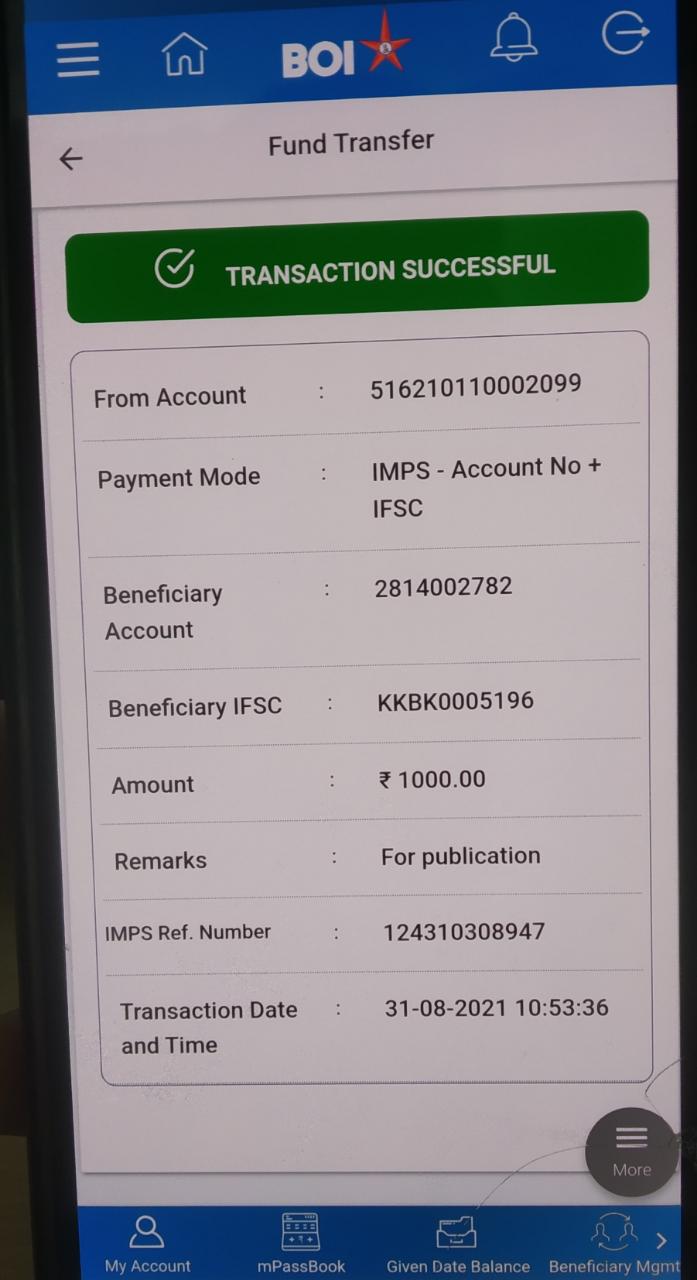 BOI
Fund Transfer
TRANSACTION SUCCESSFUL
From Account : 516210110002099
Payment Mode : IMPS - Account No +
IFSC
Beneficiary : 2814002782
Account
Beneficiary IFSC : KKBK0005196
Amount : ₹ 1000.00
Remarks : For publication
IMPS Ref. Number : 124310308947
Transaction Date : 31-08-2021 10:53:36
and Time
More
My Account mPassBook Given Date Balance Beneficiary Mgmt